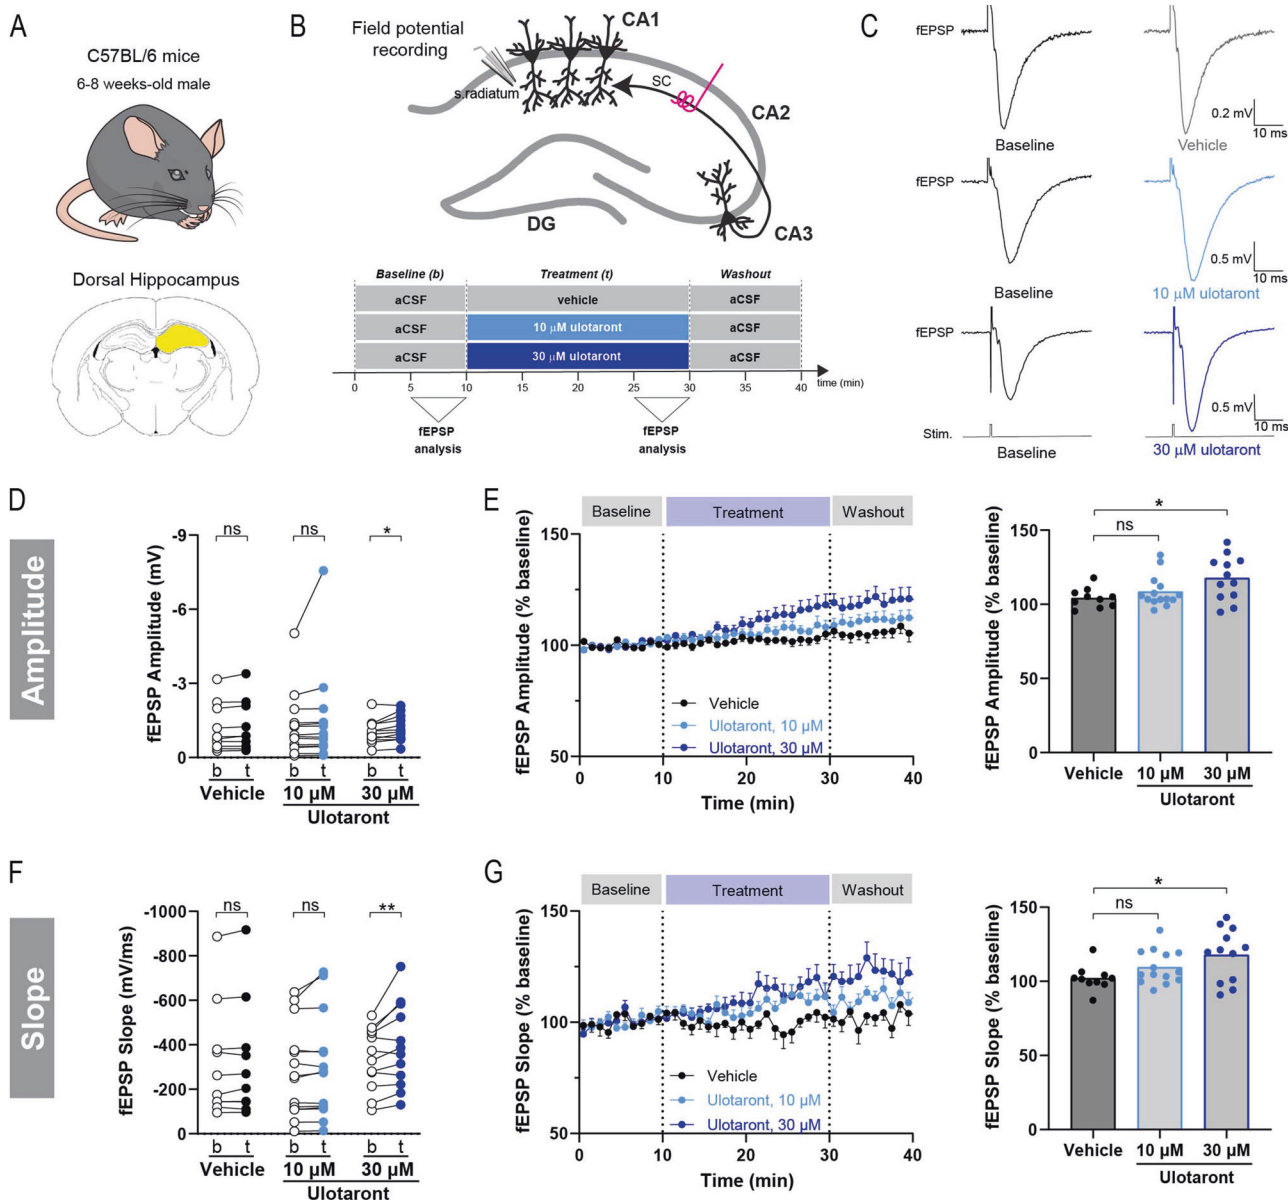 A
C57BL/6 mice
6-8 weeks-old male
Dorsal Hippocampus
B
Field potential
recording
CA1
s.radiatum
SC
CA2
DG
CA3
Baseline (b) Treatment (t) Washout
aCSF vehicle aCSF
aCSF 10 µM ulotaront aCSF
aCSF 30 µM ulotaront aCSF
0 5 10 15 20 25 30 35 40 time (min)
fEPSP
analysis
fEPSP
analysis
C
fEPSP
0.2 mV
10 ms
Baseline Vehicle
fEPSP
0.5 mV
10 ms
Baseline 10 µM ulotaront
fEPSP
0.5 mV
10 ms
Stim.
Baseline 30 µM ulotaront
D
Amplitude
fEPSP Amplitude (mV)
-9
-6
-3
0
ns ns *
b t b t b t
Vehicle 10 µM 30 µM
Ulotaront
E
Baseline Treatment Washout
fEPSP Amplitude (% baseline)
150
100
50
Vehicle
Ulotaront, 10 µM
Ulotaront, 30 µM
0 10 20 30 40
Time (min)
fEPSP Amplitude (% baseline)
150
100
50
0
*
ns
Vehicle 10 µM 30 µM
Ulotaront
F
Slope
fEPSP Slope (mV/ms)
-1000
-800
-600
-400
-200
0
ns ns **
b t b t b t
Vehicle 10 µM 30 µM
Ulotaront
G
Baseline Treatment Washout
fEPSP Slope (% baseline)
150
100
50
Vehicle
Ulotaront, 10 µM
Ulotaront, 30 µM
0 10 20 30 40
Time (min)
fEPSP Slope (% baseline)
150
100
50
0
*
ns
Vehicle 10 µM 30 µM
Ulotaront